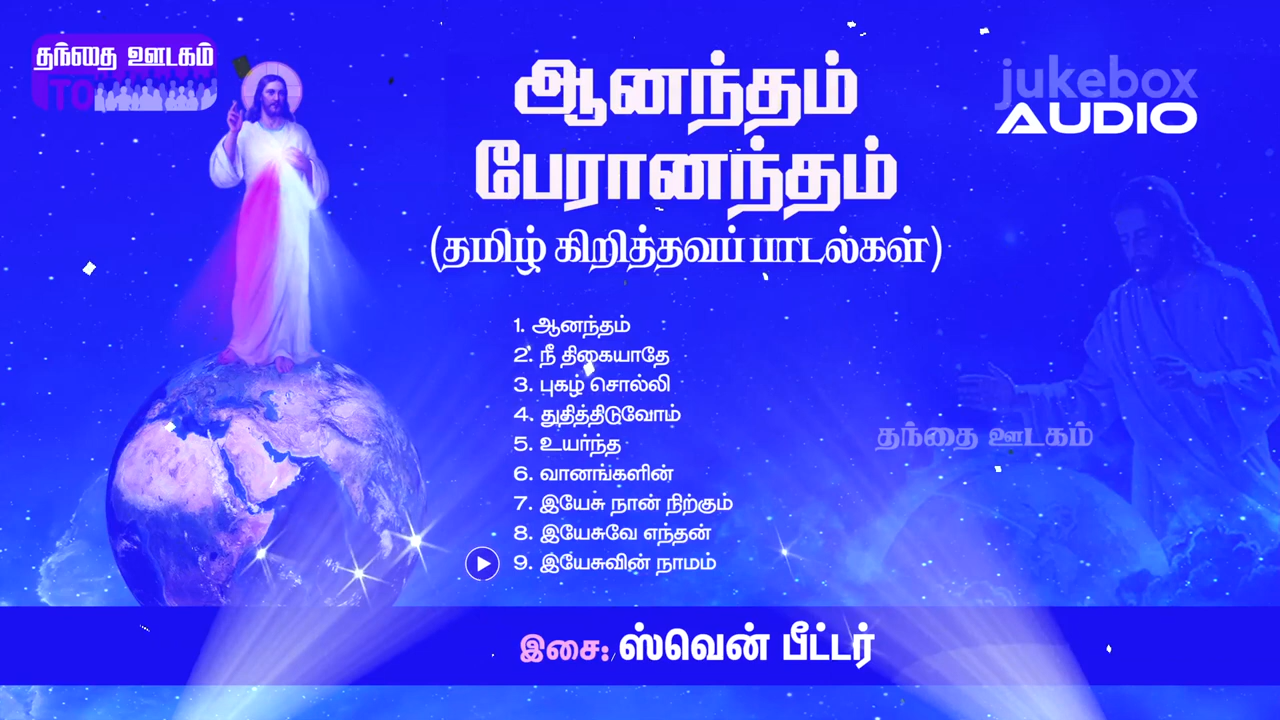 தந்தை ஊடகம்
TO
jukebox
AUDIO
ஆனந்தம்
பேரானந்தம்
(தமிழ் கிறித்தவப் பாடல்கள்)
1. ஆனந்தம்
2. நீ திகையாதே
3. புகழ் சொல்லி
4. துதித்திடுவோம்
5. உயர்ந்த
6. வானங்களின்
7. இயேசு நான் நிற்கும்
8. இயேசுவே எந்தன்
9. இயேசுவின் நாமம்
தந்தை ஊடகம்
இசை: ஸ்வென் பீட்டர்